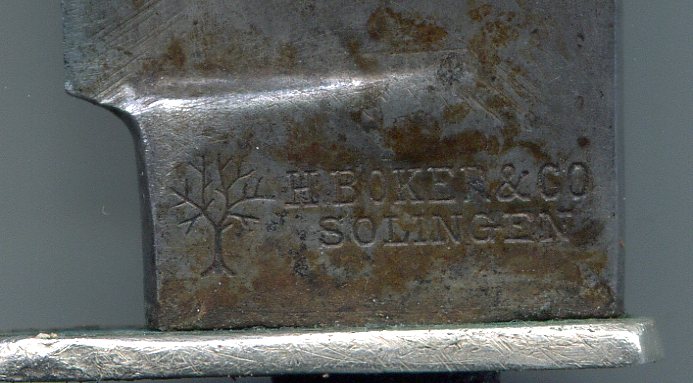 H. BOKER & CO
SOLINGEN